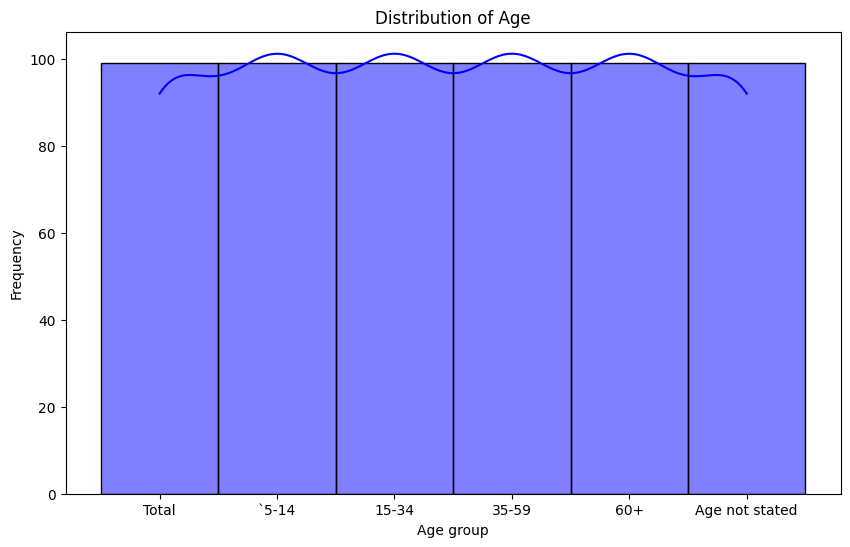 Distribution of Age
Frequency
100
80
60
40
20
0
Total `5-14 15-34 35-59 60+ Age not stated
Age group